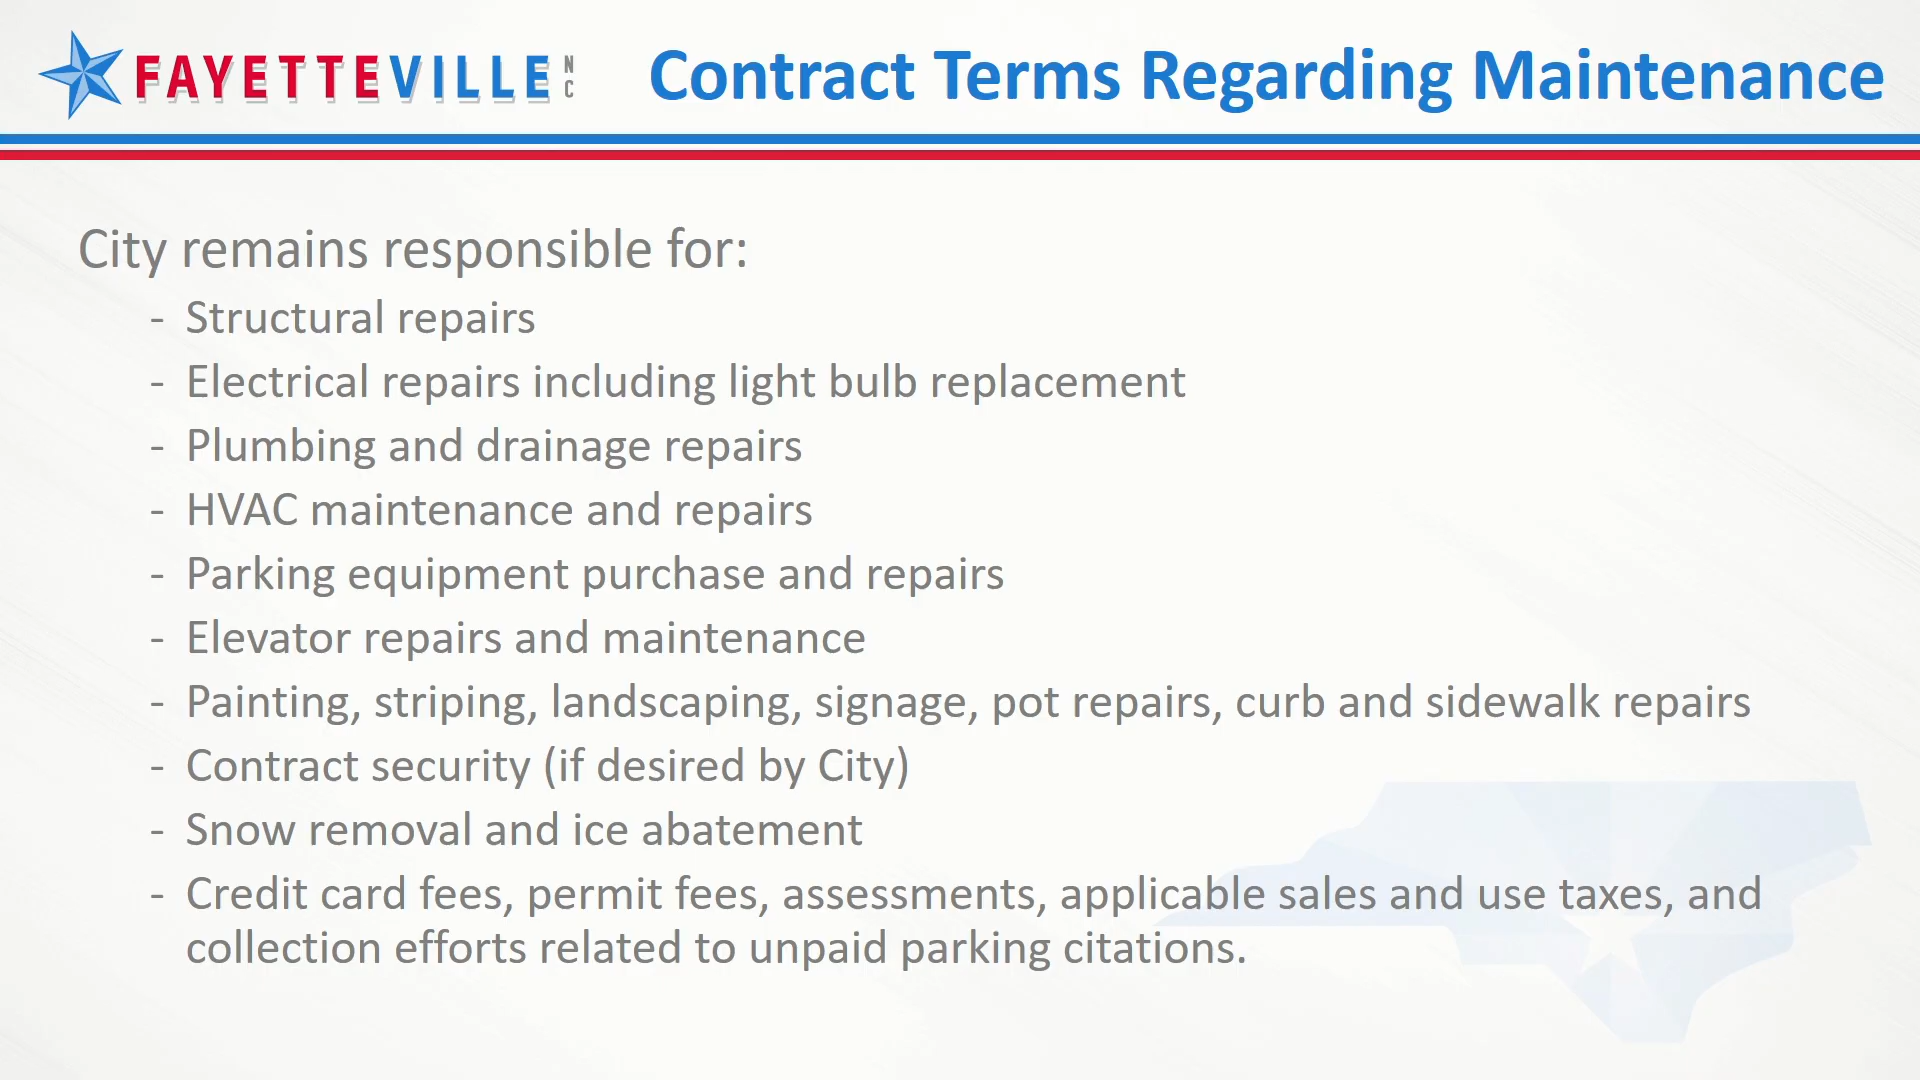 FAYETTEVILLE NC
Contract Terms Regarding Maintenance
City remains responsible for:
- Structural repairs
- Electrical repairs including light bulb replacement
- Plumbing and drainage repairs
- HVAC maintenance and repairs
- Parking equipment purchase and repairs
- Elevator repairs and maintenance
- Painting, striping, landscaping, signage, pot repairs, curb and sidewalk repairs
- Contract security (if desired by City)
- Snow removal and ice abatement
- Credit card fees, permit fees, assessments, applicable sales and use taxes, and
collection efforts related to unpaid parking citations.